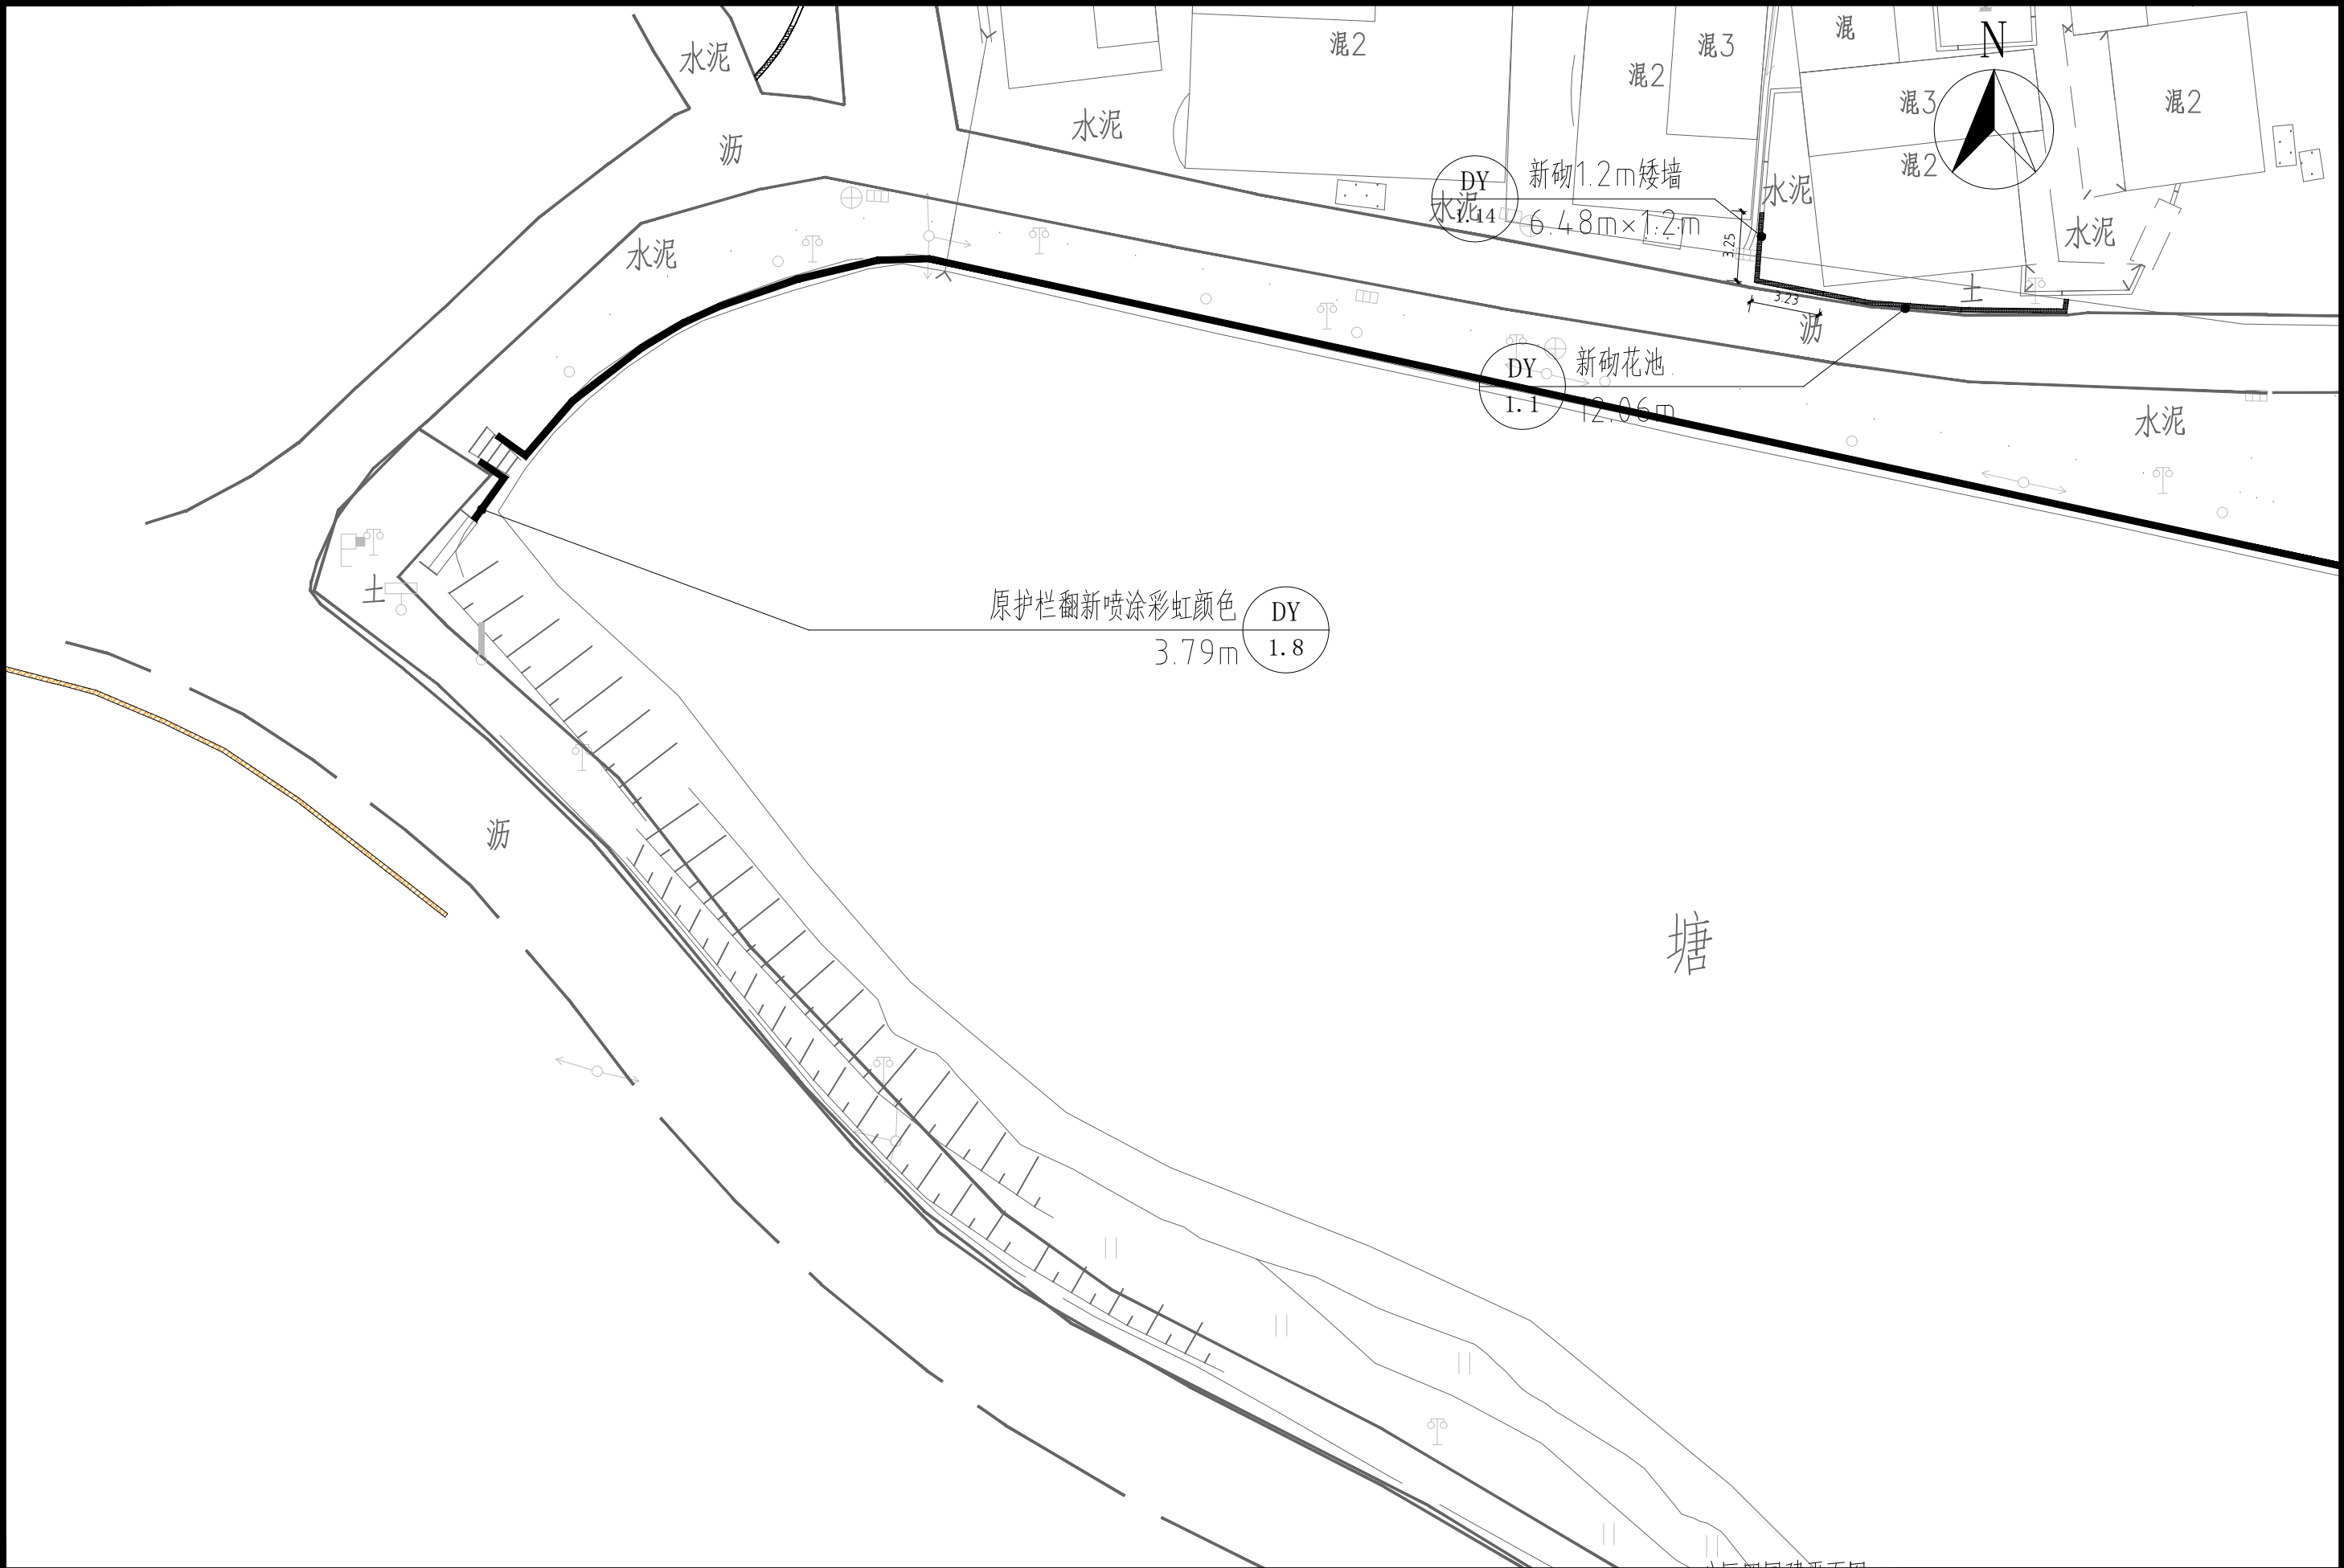 混
N
水泥
混2
混3
混2
混3
混2
沥
水泥
混2
DY
1.14
新砌1.2m矮墙
6.48m×1.2m
水泥
水泥
水泥
水泥
3.25
3.23
土
沥
DY
1.1
新砌花池
12.06m
水泥
土
原护栏翻新喷涂彩虹颜色
3.79m
DY
1.8
沥
塘